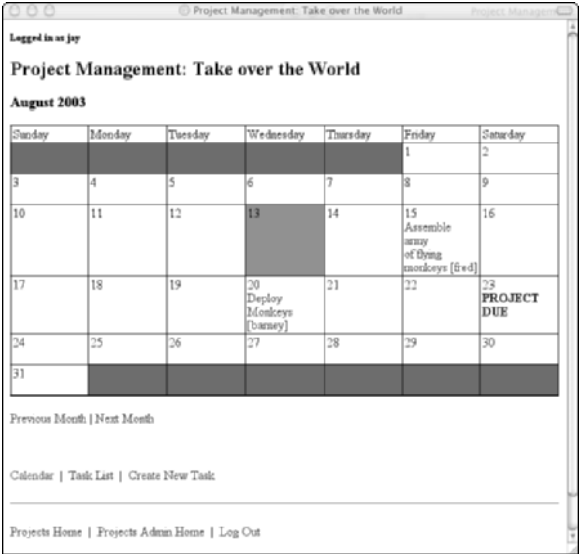 Project Management: Take over the World
Project Managem
Logged in as jay
Project Management: Take over the World
August 2003
Sunday Monday Tuesday Wednesday Thursday Friday Saturday
1 2
3 4 5 6 7 8 9
10 11 12 13 14 15 16
Assemble
army
of flying
monkeys [fred]
17 18 19 20 21 22 23
Deploy PROJECT
Monkeys DUE
[barney]
24 25 26 27 28 29 30
31
Previous Month | Next Month
Calendar | Task List | Create New Task
Projects Home | Projects Admin Home | Log Out